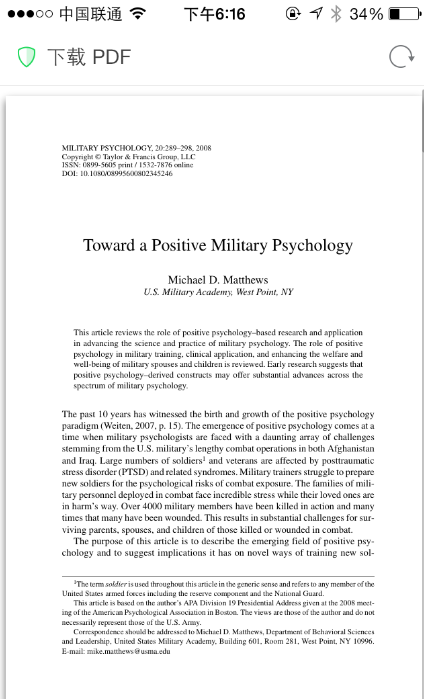 中国联通 下午6:16 34%
下载 PDF
MILITARY PSYCHOLOGY, 20:289–298, 2008
Copyright © Taylor & Francis Group, LLC
ISSN: 0899-5605 print / 1532-7876 online
DOI: 10.1080/08995600802345246
Toward a Positive Military Psychology
Michael D. Matthews
U.S. Military Academy, West Point, NY
This article reviews the role of positive psychology–based research and application
in advancing the science and practice of military psychology. The role of positive
psychology in military training, clinical application, and enhancing the welfare and
well-being of military spouses and children is reviewed. Early research suggests that
positive psychology–derived constructs may offer substantial advances across the
spectrum of military psychology.
The past 10 years has witnessed the birth and growth of the positive psychology
paradigm (Weiten, 2007, p. 15). The emergence of positive psychology comes at a
time when military psychologists are faced with a daunting array of challenges
stemming from the U.S. military's lengthy combat operations in both Afghanistan
and Iraq. Large numbers of soldiers¹ and veterans are affected by posttraumatic
stress disorder (PTSD) and related syndromes. Military trainers struggle to prepare
new soldiers for the psychological risks of combat exposure. The families of mili-
tary personnel deployed in combat face incredible stress while their loved ones are
in harm's way. Over 4000 military members have been killed in action and many
times that many have been wounded. This results in substantial challenges for sur-
viving parents, spouses, and children of those killed or wounded in combat.
The purpose of this article is to describe the emerging field of positive psy-
chology and to suggest implications it has on novel ways of training new sol-
¹The term soldier is used throughout this article in the generic sense and refers to any member of the
United States armed forces including the reserve component and the National Guard.
This article is based on the author's APA Division 19 Presidential Address given at the 2008 meet-
ing of the American Psychological Association in Boston. The views are those of the author and do not
necessarily represent those of the U.S. Army.
Correspondence should be addressed to Michael D. Matthews, Department of Behavioral Sciences
and Leadership, United States Military Academy, Building 601, Room 281, West Point, NY 10996.
E-mail: mike.matthews@usma.edu